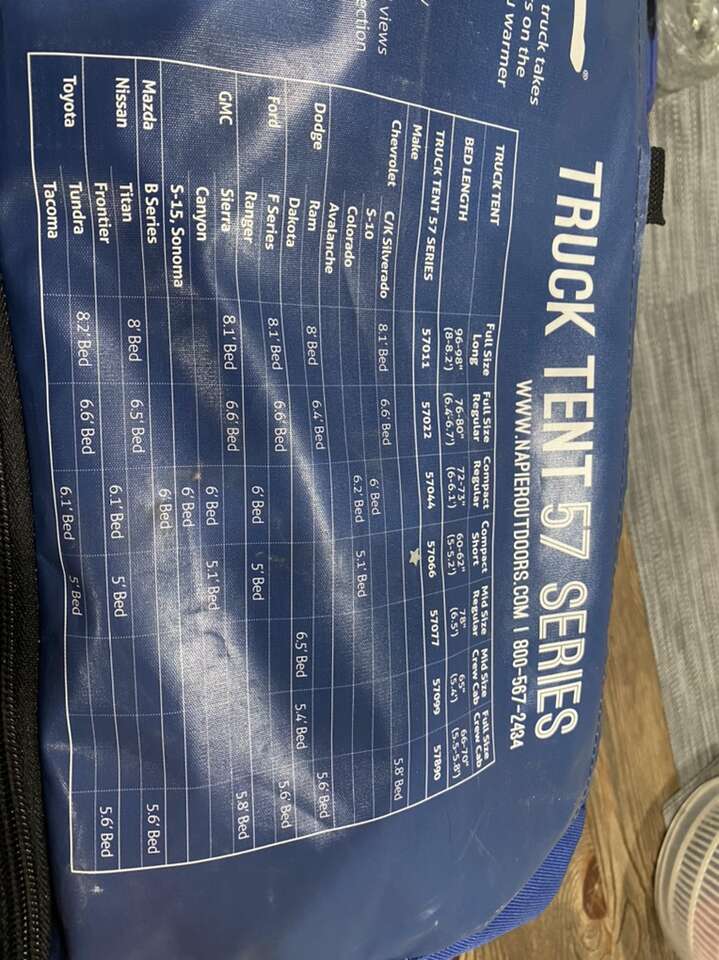 ®
truck takes
on the
warmer
views
ection
TRUCK TENT 57 SERIES
WWW.NAPIEROUTDOORS.COM | 800-567-2434
TRUCK TENT Full Size Long Full Size Regular Compact Regular Compact Short Mid Size Regular Mid Size Crew Cab Full Size Crew Cab
BED LENGTH 96-98" (8-8.2') 76-80" (6.4'-6.7') 72-73" (6-6.1') 60-62" (5-5.2') 78" (6.5') 65" (5.4') 66-70" (5.5-5.8')
TRUCK TENT 57 SERIES 57011 57022 57044 57066 57077 57099 57890
Make
Chevrolet C/K Silverado 8.1' Bed 6.6' Bed 5.8' Bed
S-10 6' Bed
Colorado 6.2' Bed 5.1' Bed
Avalanche
Dodge Ram 8' Bed 6.4' Bed 5.6' Bed
Dakota 6.5' Bed 5.4' Bed
Ford F Series 8.1' Bed 6.6' Bed 5.6' Bed
Ranger 6' Bed 5' Bed
GMC Sierra 8.1' Bed 6.6' Bed 5.8' Bed
Canyon 6' Bed 5.1' Bed
S-15, Sonoma 6' Bed
Mazda B Series 6' Bed
Nissan Titan 8' Bed 6.5' Bed 5.6' Bed
Frontier 6.1' Bed 5' Bed
Toyota Tundra 8.2' Bed 6.6' Bed 5.6' Bed
Tacoma 6.1' Bed 5' Bed